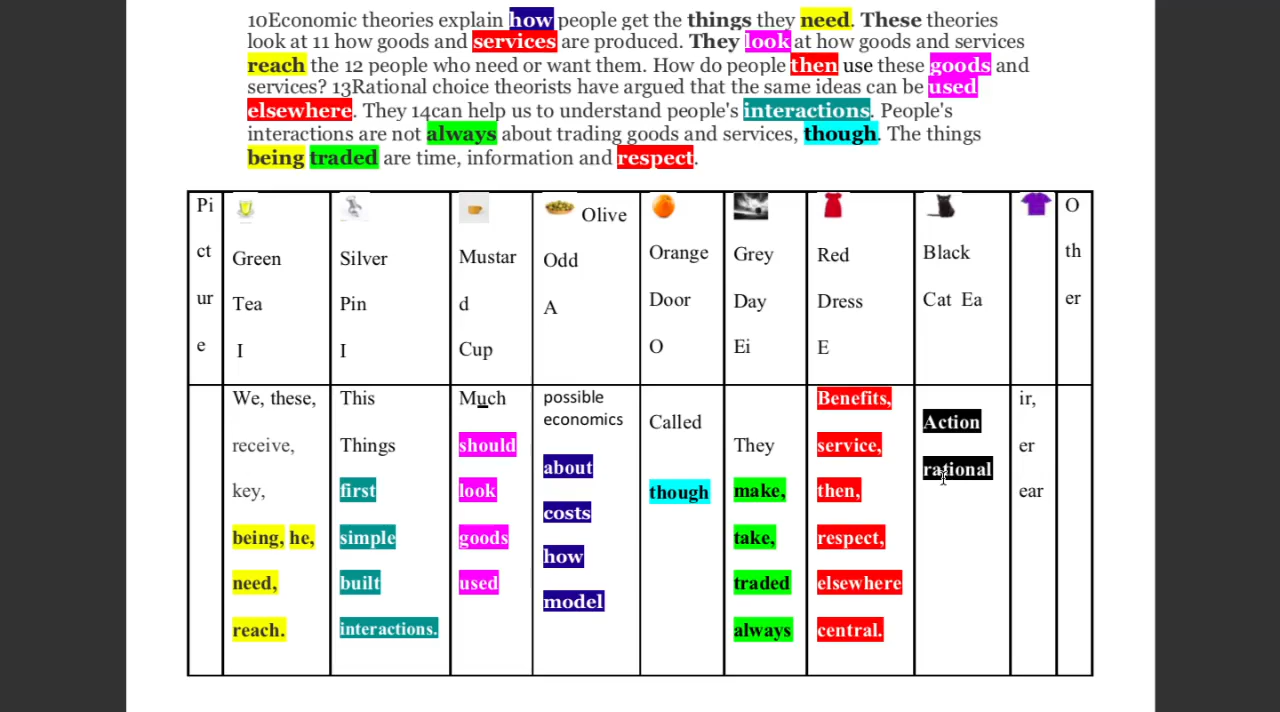 10Economic theories explain how people get the things they need. These theories
look at 11 how goods and services are produced. They look at how goods and services
reach the 12 people who need or want them. How do people then use these goods and
services? 13Rational choice theorists have argued that the same ideas can be used
elsewhere. They 14can help us to understand people's interactions. People's
interactions are not always about trading goods and services, though. The things
being traded are time, information and respect.
Pi
ct
ur
e
Green
Tea
I
Silver
Pin
I
Mustar
d
Cup
Olive
Odd
A
Orange
Door
O
Grey
Day
Ei
Red
Dress
E
Black
Cat Ea
O
th
er
We, these,
receive,
key,
being, he,
need,
reach.
This
Things
first
simple
built
interactions.
Much
should
look
goods
used
possible
economics
about
costs
how
model
Called
though
They
make,
take,
traded
always
Benefits,
service,
then,
respect,
elsewhere
central.
Action
rational
ir,
er
ear